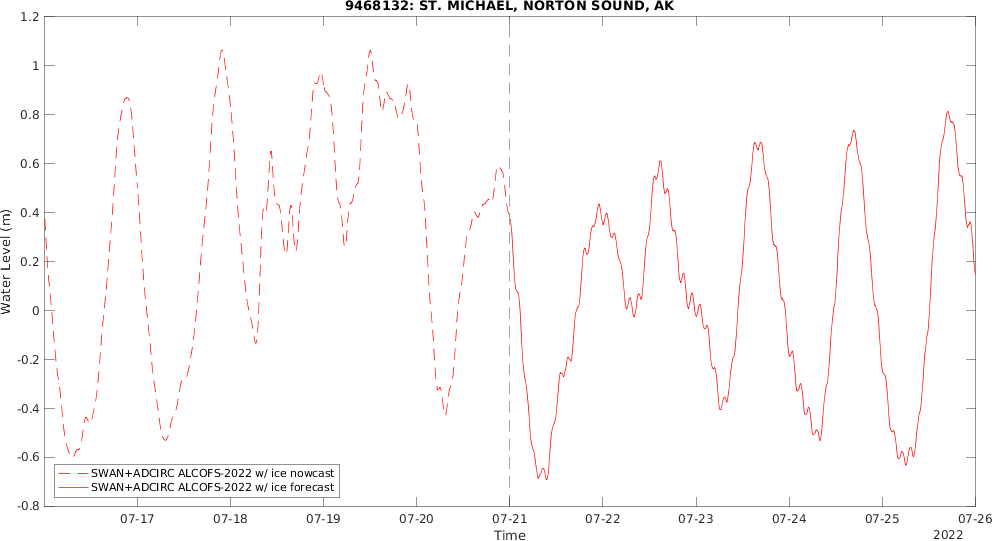 9468132: ST. MICHAEL, NORTON SOUND, AK
1.2
1
0.8
0.6
0.4
0.2
0
-0.2
-0.4
-0.6
-0.8
Water Level (m)
SWAN+ADCIRC ALCOFS-2022 w/ ice nowcast
SWAN+ADCIRC ALCOFS-2022 w/ ice forecast
07-17 07-18 07-19 07-20 07-21 07-22 07-23 07-24 07-25 07-26
Time
2022